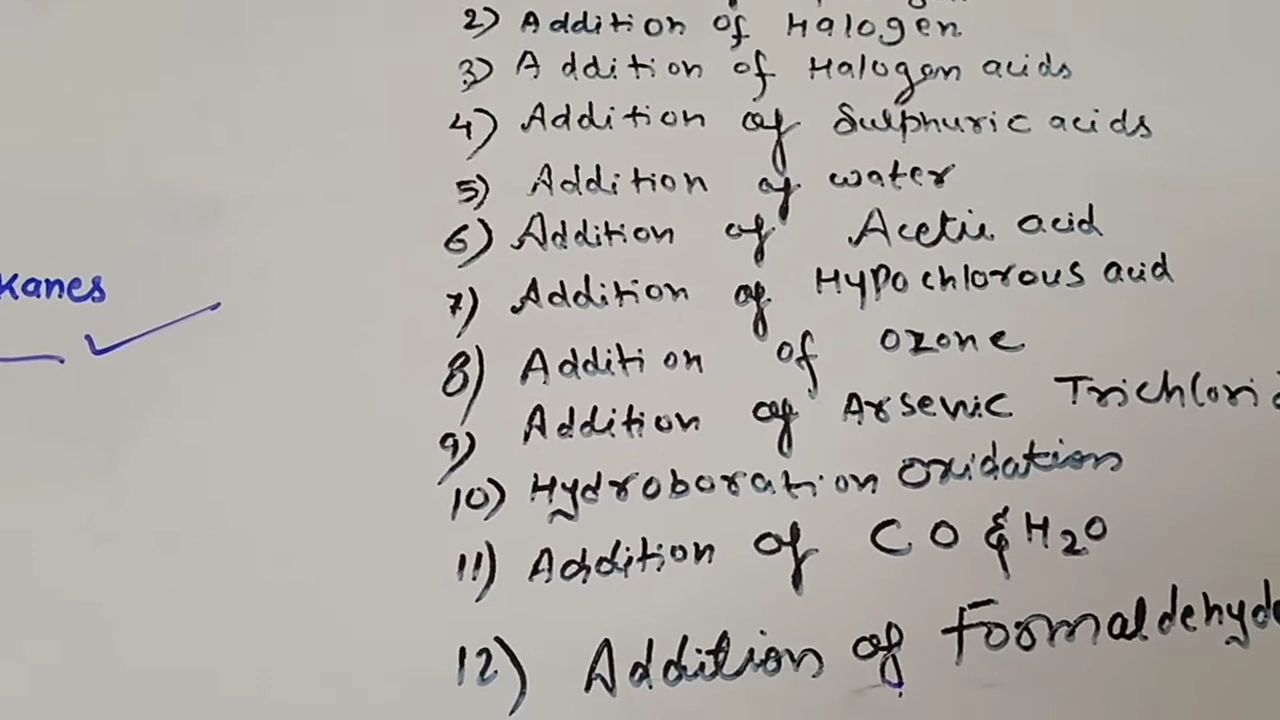 2) Addition of Halogen
3) Addition of Halogen acids
4) Addition of Sulphuric acids
5) Addition of water
6) Addition of Acetic acid
kanes
7) Addition of Hypochlorous acid
8) Addition of ozone
9) Addition of Arsenic Trichlori
10) Hydroboration Oxidation
11) Addition of CO & H2O
12) Addition of Formaldehyd